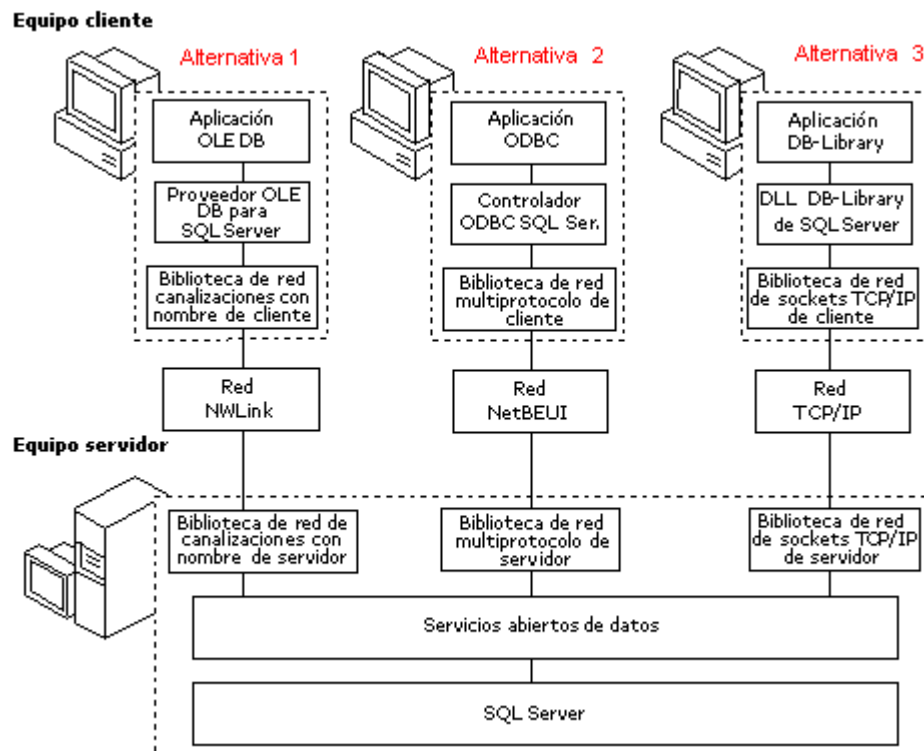 Equipo cliente
Alternativa 1
Alternativa 2
Alternativa 3
Aplicación
OLE DB
Aplicación
ODBC
Aplicación
DB-Library
Proveedor OLE
DB para
SQL Server
Controlador
ODBC SQL Ser.
DLL DB-Library
de SQL Server
Biblioteca de red
canalizaciones con
nombre de cliente
Biblioteca de red
multiprotocolo de
cliente
Biblioteca de red
de sockets TCP/IP
de cliente
Red
NWLink
Red
NetBEUI
Red
TCP/IP
Equipo servidor
Biblioteca de red de
canalizaciones con
nombre de servidor
Biblioteca de red
multiprotocolo de
servidor
Biblioteca de red
de sockets TCP/IP
de servidor
Servicios abiertos de datos
SQL Server